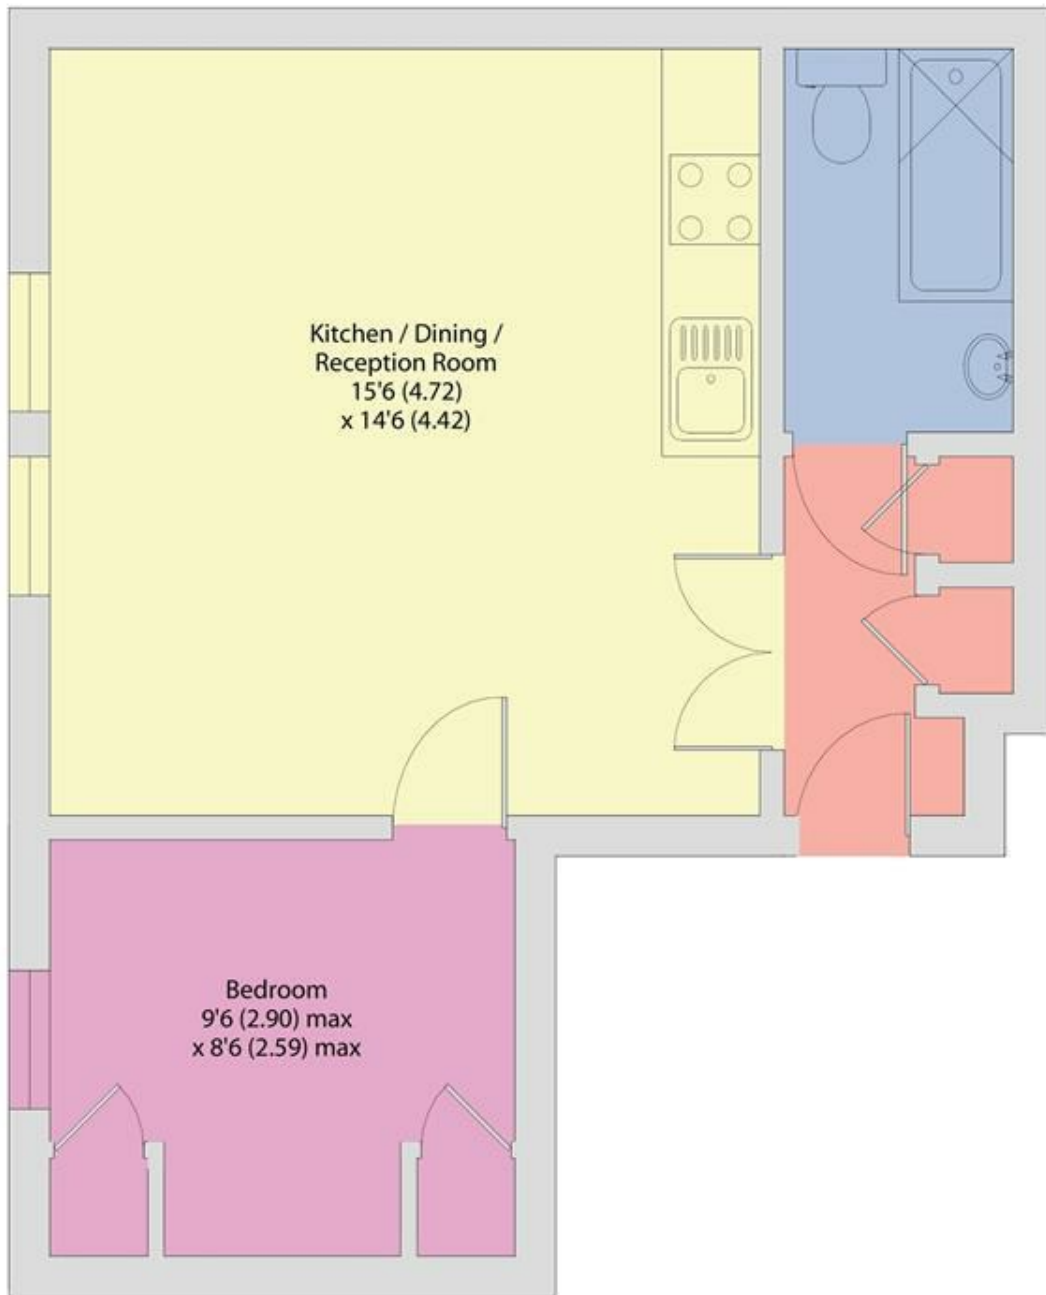 Kitchen / Dining /
Reception Room
15'6 (4.72)
x 14'6 (4.42)
Bedroom
9'6 (2.90) max
x 8'6 (2.59) max